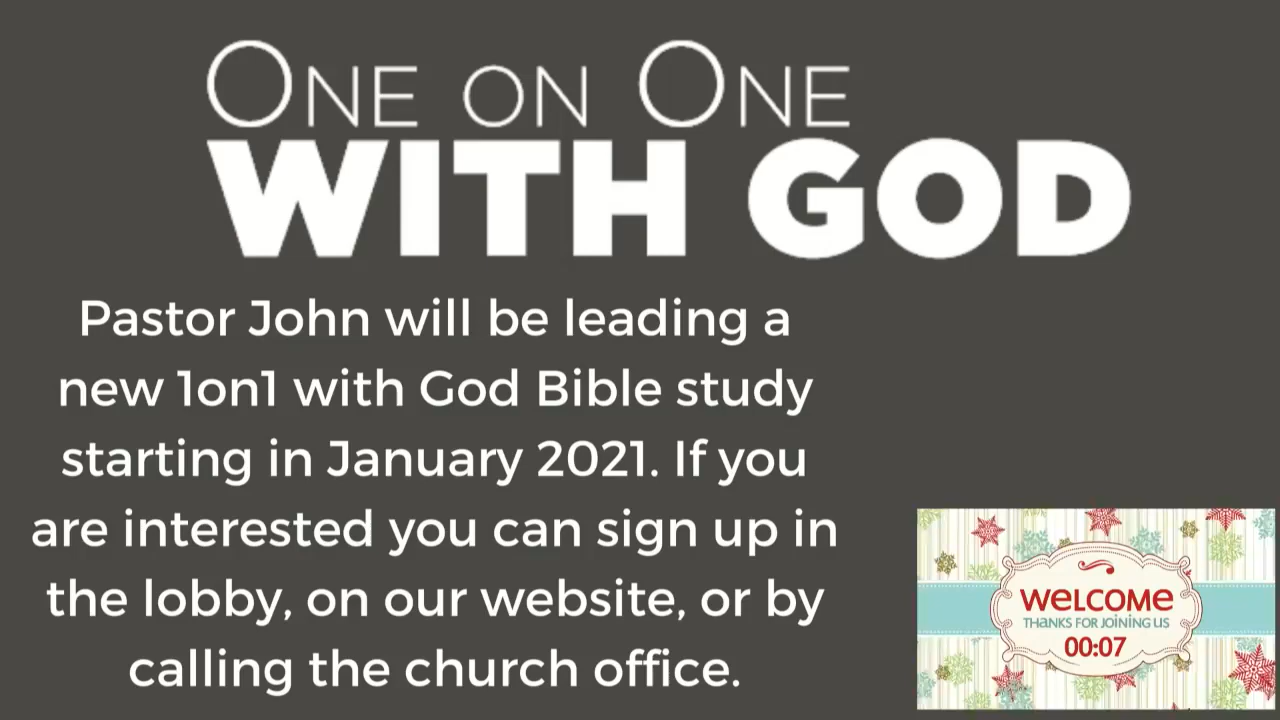 One on One
WITH GOD
Pastor John will be leading a
new 1on1 with God Bible study
starting in January 2021. If you
are interested you can sign up in
the lobby, on our website, or by
calling the church office.
WELCOME
THANKS FOR JOINING US
00:07